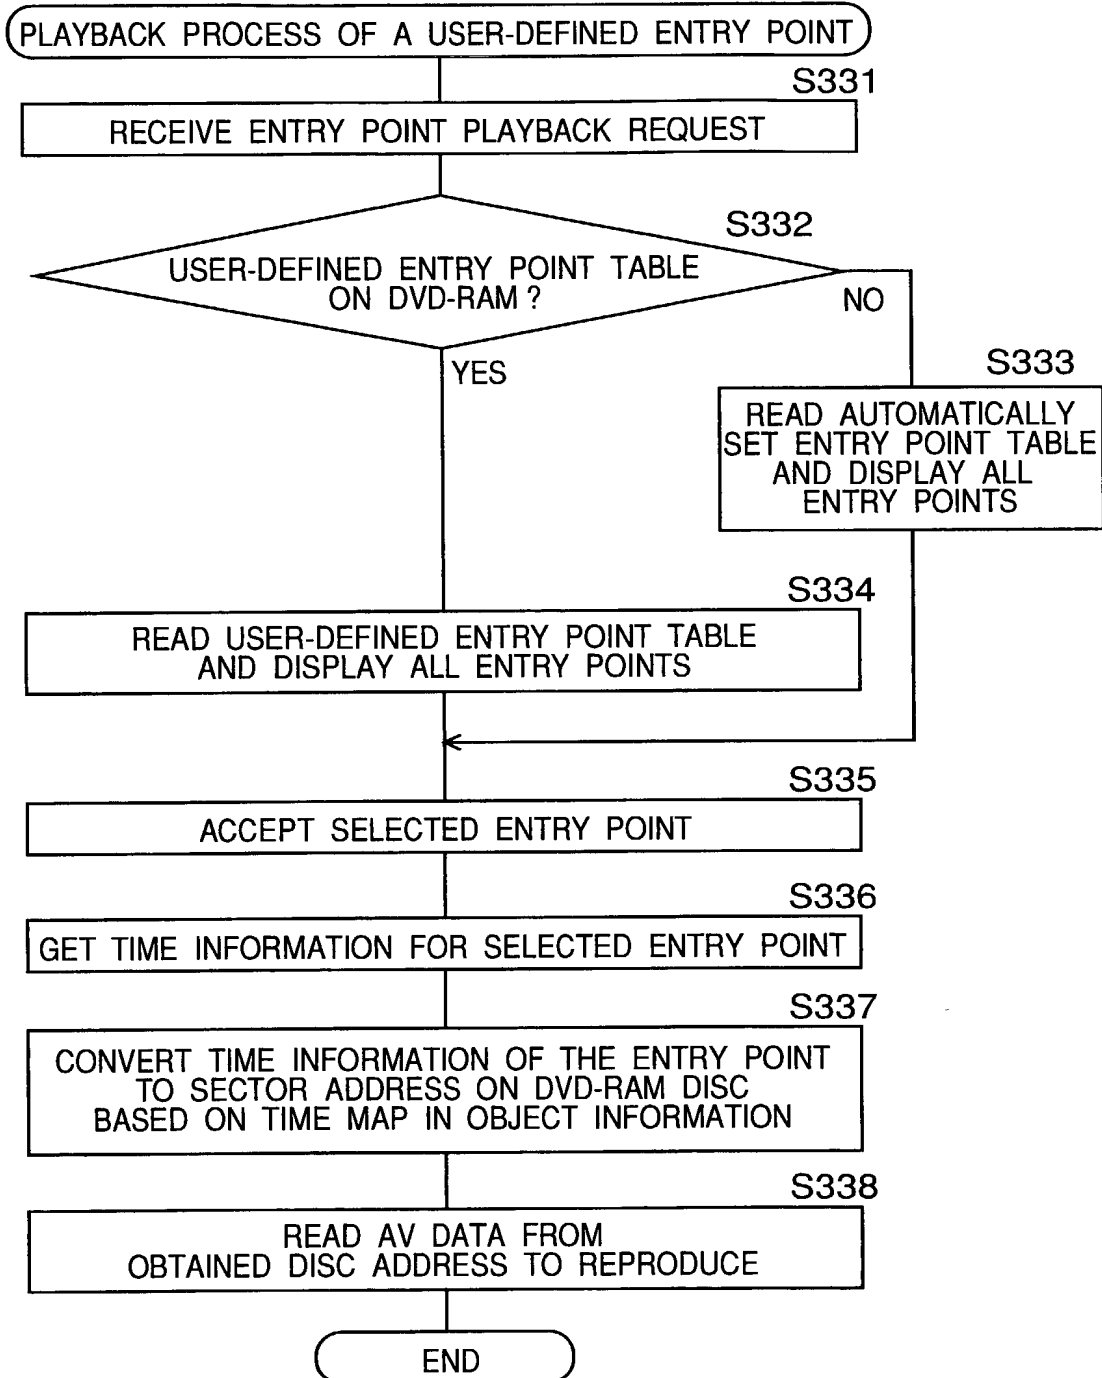 PLAYBACK PROCESS OF A USER-DEFINED ENTRY POINT
S331
RECEIVE ENTRY POINT PLAYBACK REQUEST
S332
USER-DEFINED ENTRY POINT TABLE
ON DVD-RAM ?
NO
YES
S333
READ AUTOMATICALLY
SET ENTRY POINT TABLE
AND DISPLAY ALL
ENTRY POINTS
S334
READ USER-DEFINED ENTRY POINT TABLE
AND DISPLAY ALL ENTRY POINTS
S335
ACCEPT SELECTED ENTRY POINT
S336
GET TIME INFORMATION FOR SELECTED ENTRY POINT
S337
CONVERT TIME INFORMATION OF THE ENTRY POINT
TO SECTOR ADDRESS ON DVD-RAM DISC
BASED ON TIME MAP IN OBJECT INFORMATION
S338
READ AV DATA FROM
OBTAINED DISC ADDRESS TO REPRODUCE
END